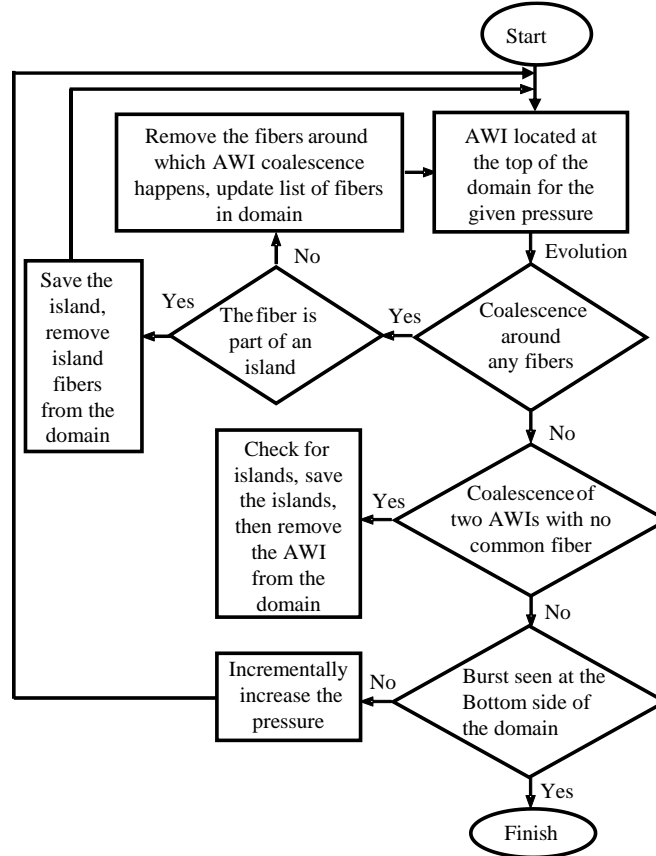 Start
Remove the fibers around
which AWI coalescence
happens, update list of fibers
in domain
AWI located at
the top of the
domain for the
given pressure
No
Evolution
Save the
island,
remove
island
fibers
from the
domain
Yes
The fiber is
part of an
island
Yes
Coalescence
around
any fibers
No
Check for
islands, save
the islands,
then remove
the AWI
from the
domain
Yes
Coalescence of
two AWIs with no
common fiber
No
Incrementally
increase the
pressure
No
Burst seen at the
Bottom side of
the domain
Yes
Finish